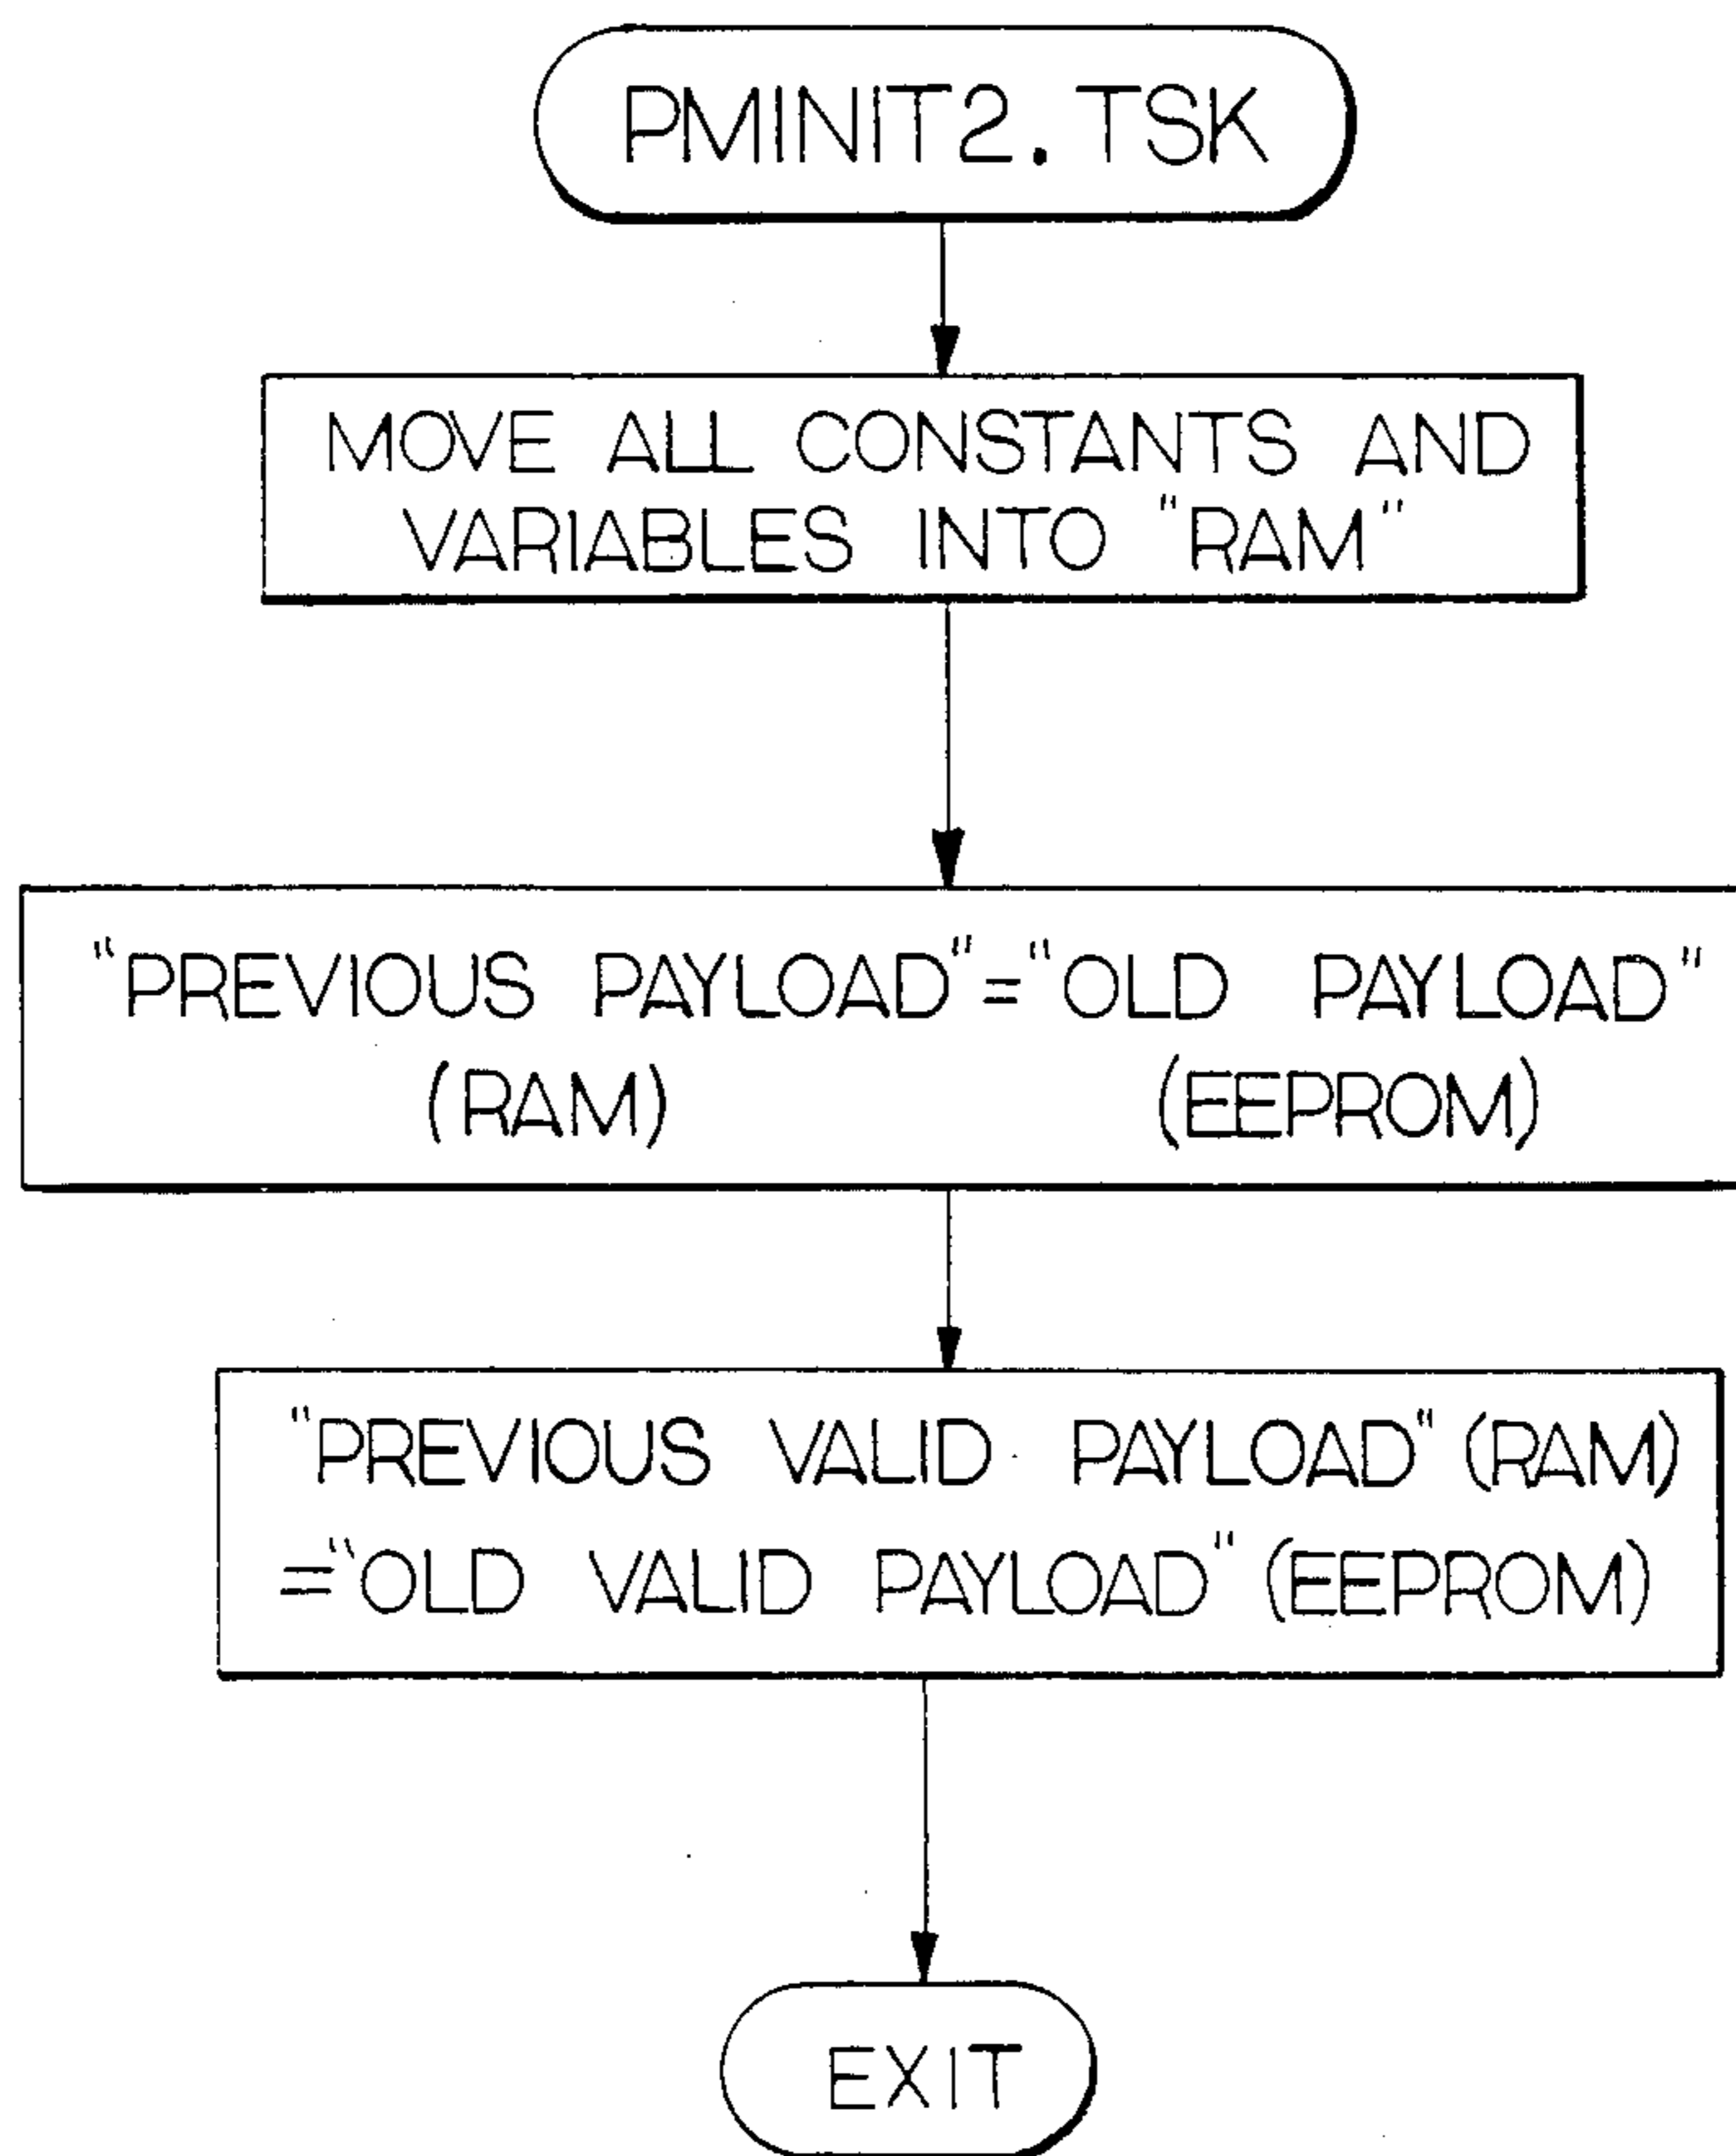 PMINIT2. TSK
MOVE ALL CONSTANTS AND
VARIABLES INTO "RAM"
"PREVIOUS PAYLOAD"="OLD PAYLOAD"
(RAM) (EEPROM)
"PREVIOUS VALID PAYLOAD" (RAM)
="OLD VALID PAYLOAD" (EEPROM)
EXIT